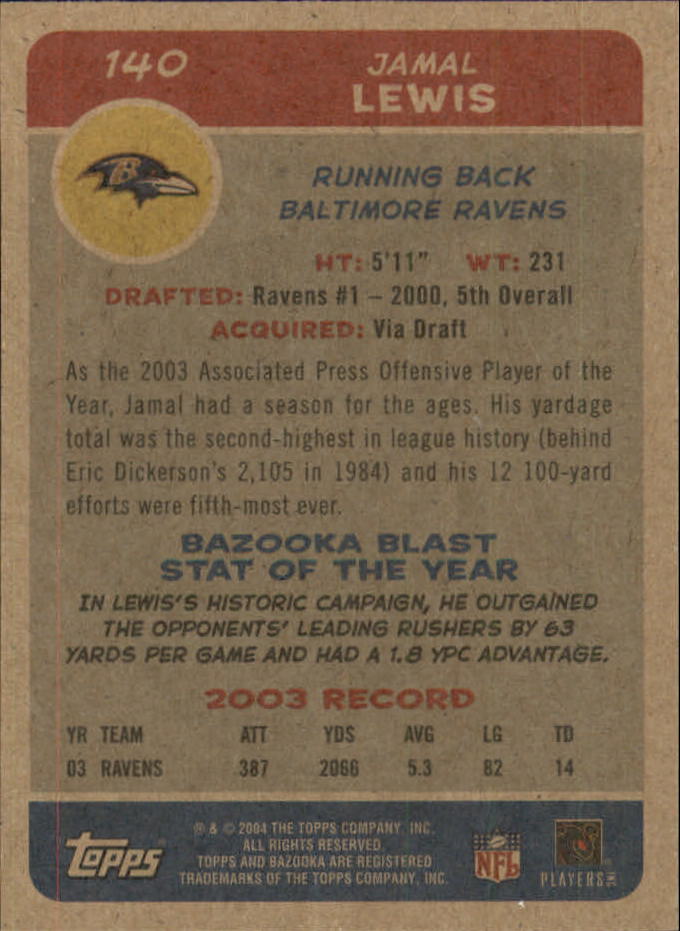 140
JAMAL
LEWIS
B
RUNNING BACK
BALTIMORE RAVENS
HT: 5'11" WT: 231
DRAFTED: Ravens #1 – 2000, 5th Overall
ACQUIRED: Via Draft
As the 2003 Associated Press Offensive Player of the
Year, Jamal had a season for the ages. His yardage
total was the second-highest in league history (behind
Eric Dickerson's 2,105 in 1984) and his 12 100-yard
efforts were fifth-most ever.
BAZOOKA BLAST
STAT OF THE YEAR
IN LEWIS'S HISTORIC CAMPAIGN, HE OUTGAINED
THE OPPONENTS' LEADING RUSHERS BY 63
YARDS PER GAME AND HAD A 1.8 YPC ADVANTAGE.
2003 RECORD
YR TEAM ATT YDS AVG LG TD
03 RAVENS 387 2066 5.3 82 14
topps
® & © 2004 THE TOPPS COMPANY, INC.
ALL RIGHTS RESERVED.
TOPPS AND BAZOOKA ARE REGISTERED
TRADEMARKS OF THE TOPPS COMPANY, INC.
NFL
PLAYERS